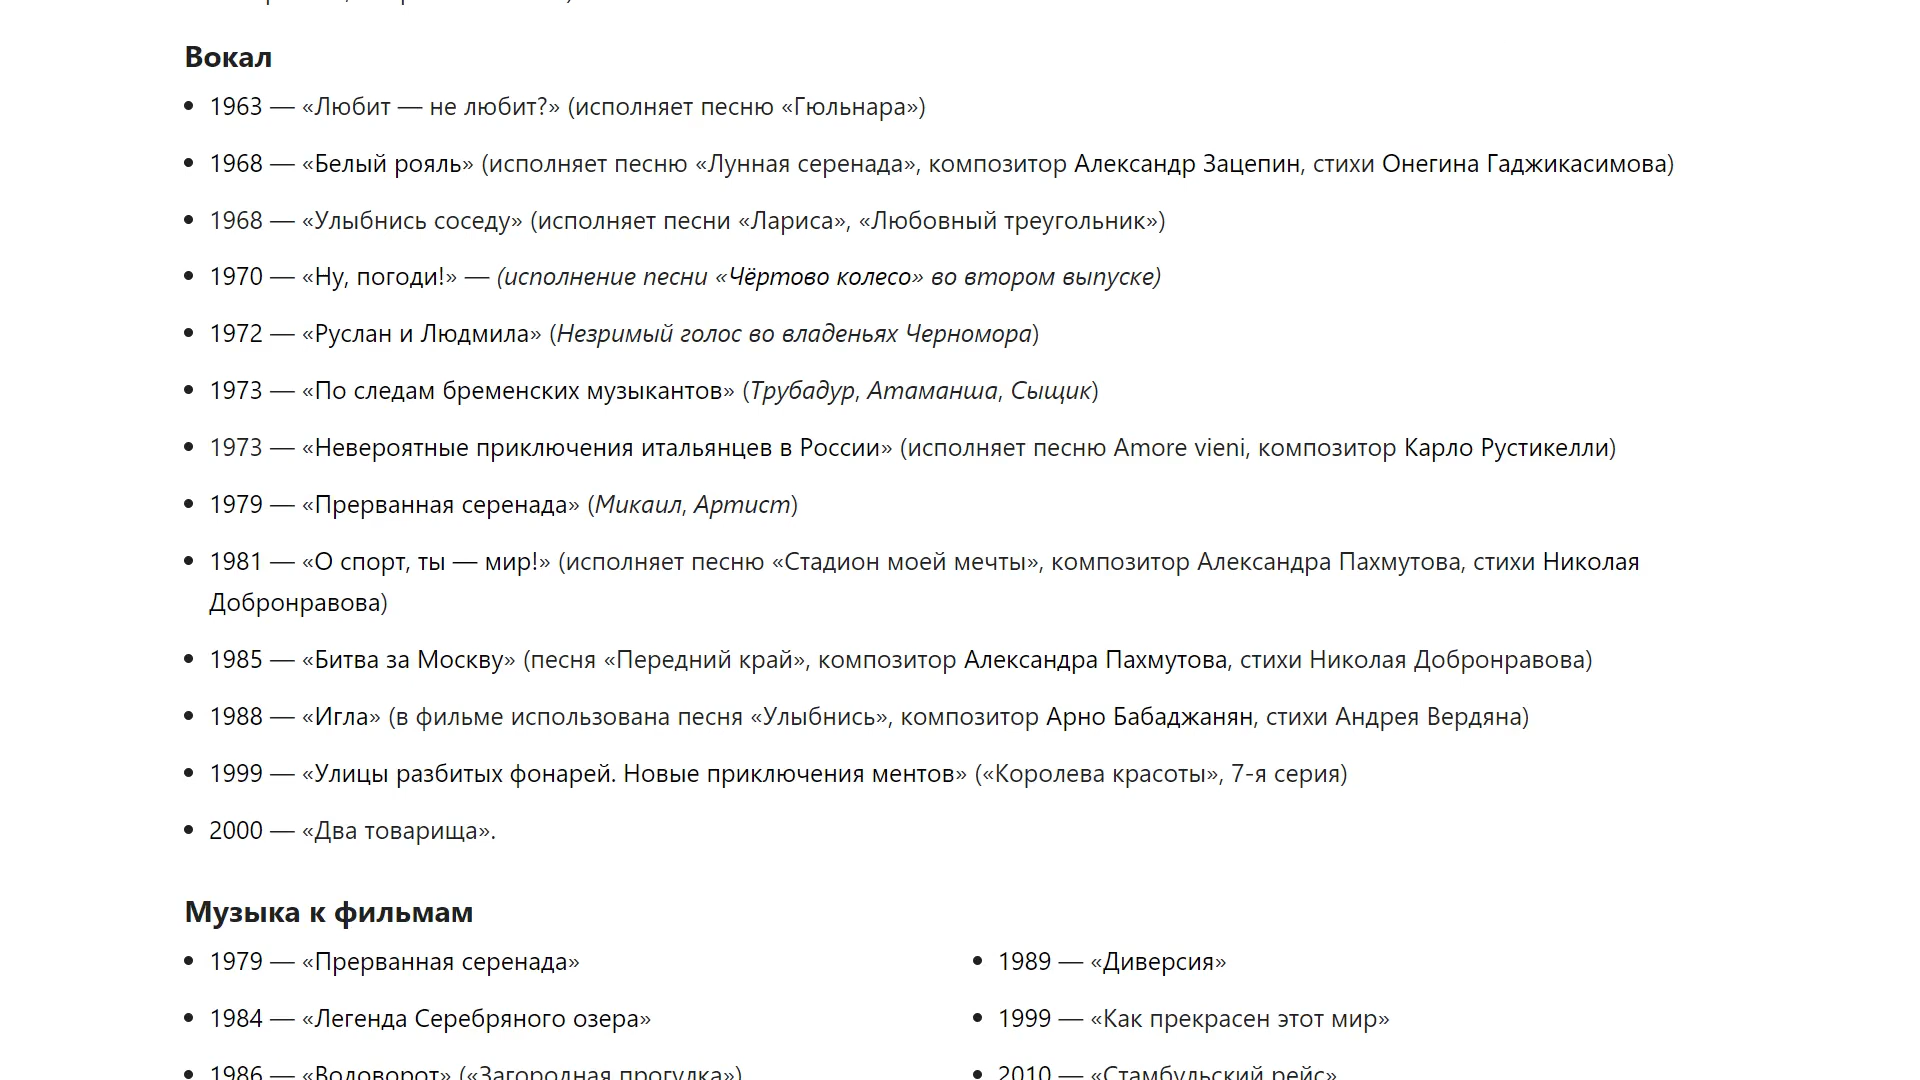 Вокал
1963 — «Любит — не любит?» (исполняет песню «Гюльнара»)
1968 — «Белый рояль» (исполняет песню «Лунная серенада», композитор Александр Зацепин, стихи Онегина Гаджикасимова)
1968 — «Улыбнись соседу» (исполняет песни «Лариса», «Любовный треугольник»)
1970 — «Ну, погоди!» — (исполнение песни «Чёртово колесо» во втором выпуске)
1972 — «Руслан и Людмила» (Незримый голос во владеньях Черномора)
1973 — «По следам бременских музыкантов» (Трубадур, Атаманша, Сыщик)
1973 — «Невероятные приключения итальянцев в России» (исполняет песню Amore vieni, композитор Карло Рустикелли)
1979 — «Прерванная серенада» (Микаил, Артист)
1981 — «О спорт, ты — мир!» (исполняет песню «Стадион моей мечты», композитор Александра Пахмутова, стихи Николая
Добронравова)
1985 — «Битва за Москву» (песня «Передний край», композитор Александра Пахмутова, стихи Николая Добронравова)
1988 — «Игла» (в фильме использована песня «Улыбнись», композитор Арно Бабаджанян, стихи Андрея Вердяна)
1999 — «Улицы разбитых фонарей. Новые приключения ментов» («Королева красоты», 7-я серия)
2000 — «Два товарища».
Музыка к фильмам
1979 — «Прерванная серенада»
1984 — «Легенда Серебряного озера»
1986 — «Водоворот» («Загородная прогулка»)
1989 — «Диверсия»
1999 — «Как прекрасен этот мир»
2010 — «Стамбульский рейс»